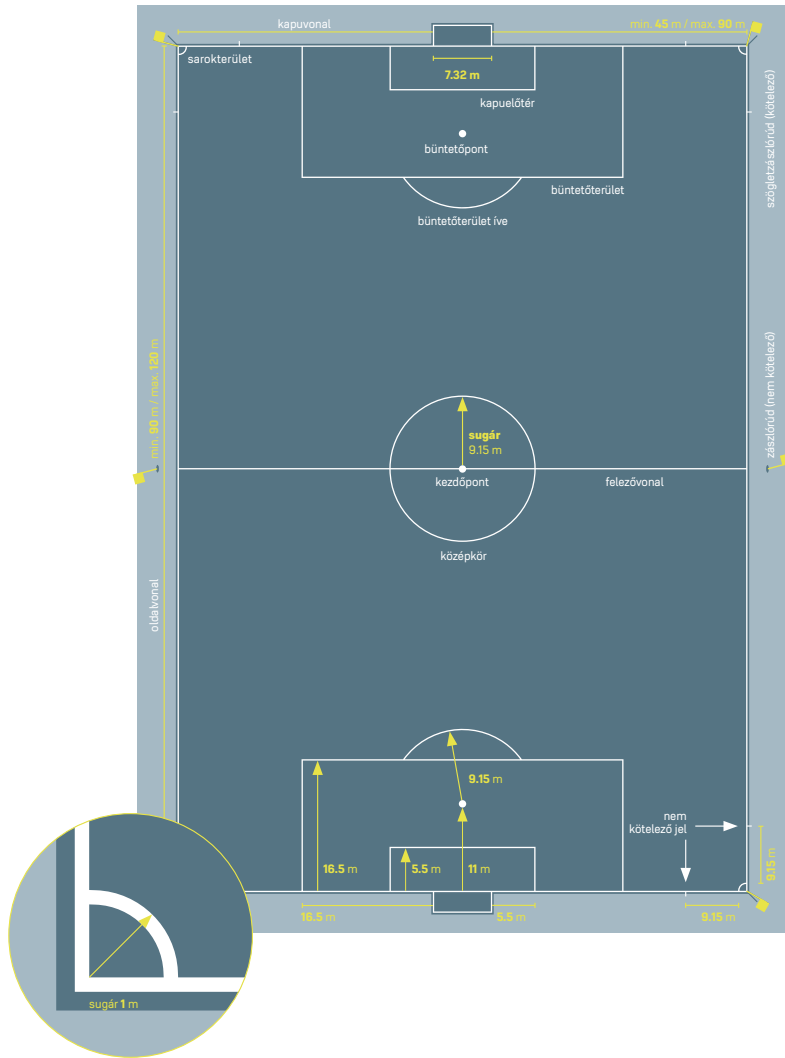 kapuvonal
min. 45 m / max. 90 m
sarokterület
7.32 m
kapuelőtér
büntetőpont
büntetőterület
büntetőterület íve
szögletzászlórúd (kötelező)
min. 90 m / max. 120 m
zászlórúd (nem kötelező)
sugár
9.15 m
kezdőpont
felezővonal
középkör
oldalvonal
9.15 m
nem
kötelező jel
16.5 m
5.5 m
11 m
9.15 m
16.5 m
5.5 m
9.15 m
sugár 1 m